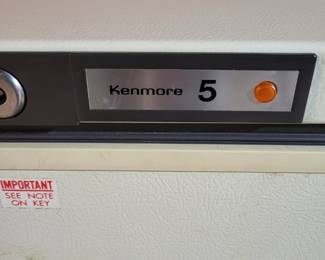 Kenmore 5
IMPORTANT
SEE NOTE
ON KEY